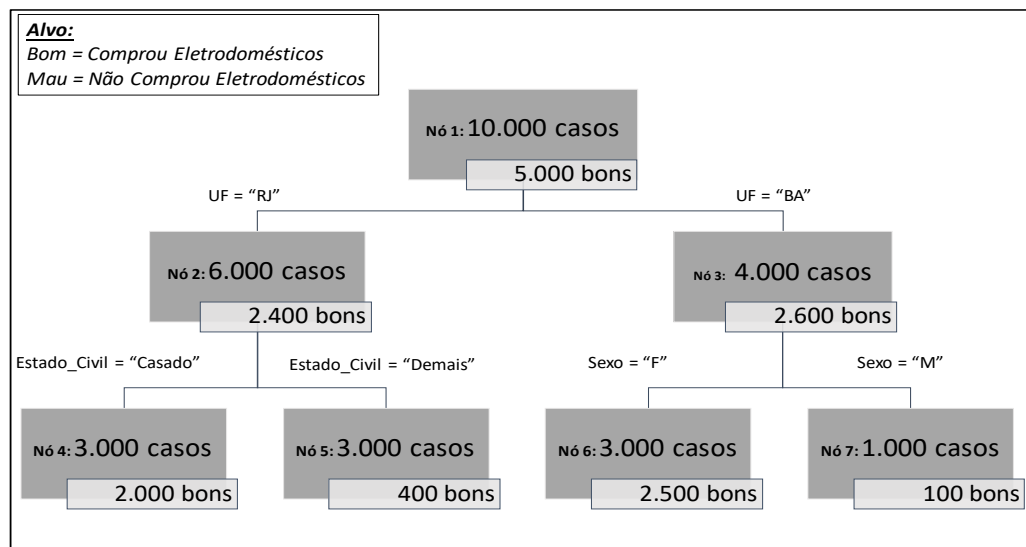 Alvo:
Bom = Comprou Eletrodomésticos
Mau = Não Comprou Eletrodomésticos
Nó 1: 10.000 casos
5.000 bons
UF = “RJ”
UF = “BA”
Nó 2: 6.000 casos
2.400 bons
Nó 3: 4.000 casos
2.600 bons
Estado_Civil = “Casado”
Estado_Civil = “Demais”
Sexo = “F”
Sexo = “M”
Nó 4: 3.000 casos
2.000 bons
Nó 5: 3.000 casos
400 bons
Nó 6: 3.000 casos
2.500 bons
Nó 7: 1.000 casos
100 bons